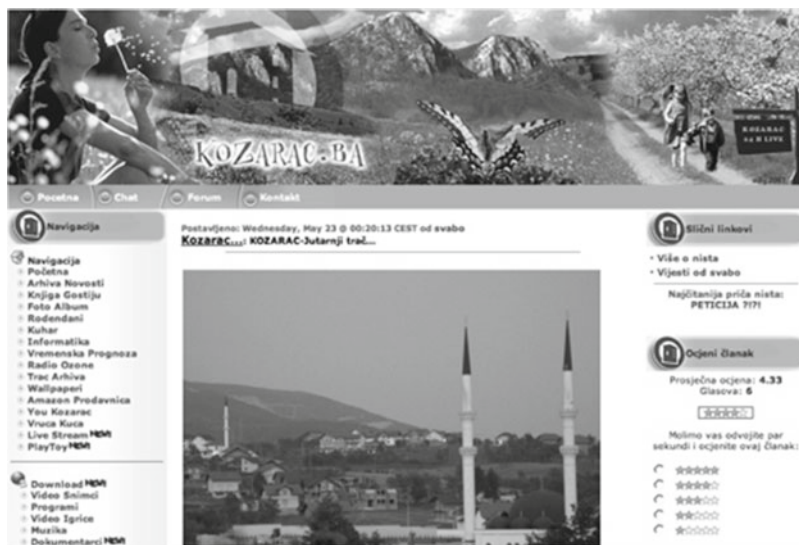 KOZARAC.BA
KOZARAC
24 H LIVE
Pocetna
Chat
Forum
Kontakt
Navigacija
Navigacija
Početna
Arhiva Novosti
Knjiga Gostiju
Foto Album
Rođendani
Kuhar
Informatika
Vremenska Prognoza
Radio Ozone
Trac Arhiva
Wallpaperi
Amazon Prodavnica
You Kozarac
Vruca Kuca
Live Stream NEW!
PlayToy NEW!
Download NEW!
Video Snimci
Programi
Video Igrice
Muzika
Dokumentarci NEW!
Postavljeno: Wednesday, May 23 @ 00:20:13 CEST od svabo
Kozarac...: KOZARAC-Jutarnji trač...
Slični linkovi
· Više o nista
· Vijesti od svabo
Najčitanija priča nista:
PETICIJA ?!?!
Ocjeni članak
Prosječna ocjena: 4.33
Glasova: 6
Molimo vas odvojite par
sekundi i ocjenite ovaj članak: